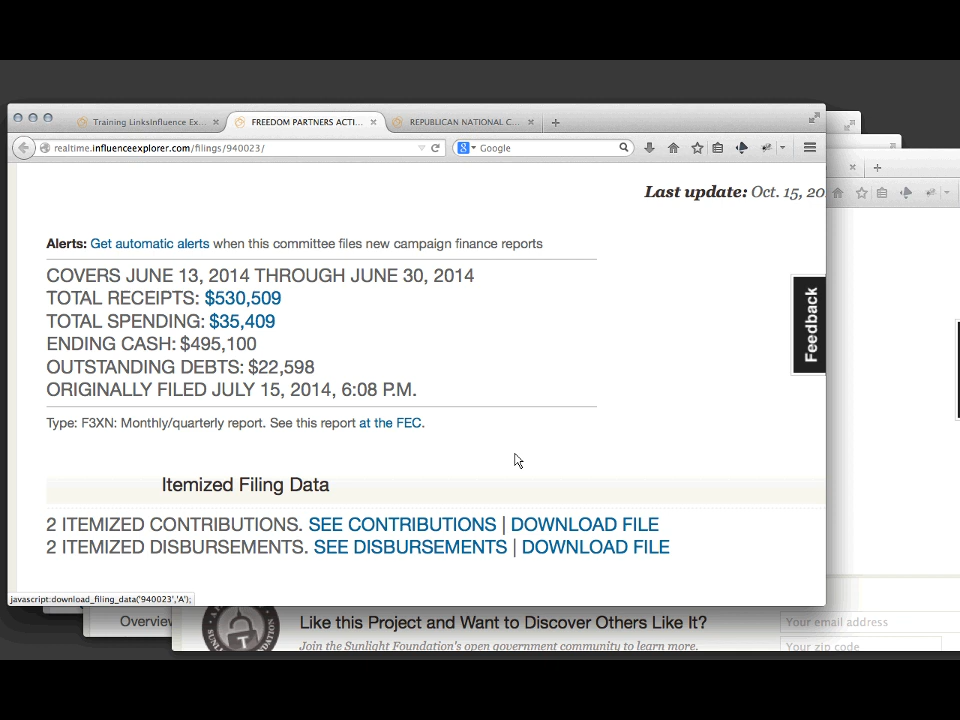 Training LinksInfluence Ex...
FREEDOM PARTNERS ACTI...
REPUBLICAN NATIONAL C...
realtime.influenceexplorer.com/filings/940023/
Google
Last update: Oct. 15, 20
Alerts: Get automatic alerts when this committee files new campaign finance reports
COVERS JUNE 13, 2014 THROUGH JUNE 30, 2014
TOTAL RECEIPTS: $530,509
TOTAL SPENDING: $35,409
ENDING CASH: $495,100
OUTSTANDING DEBTS: $22,598
ORIGINALLY FILED JULY 15, 2014, 6:08 P.M.
Feedback
Type: F3XN: Monthly/quarterly report. See this report at the FEC.
Itemized Filing Data
2 ITEMIZED CONTRIBUTIONS. SEE CONTRIBUTIONS | DOWNLOAD FILE
2 ITEMIZED DISBURSEMENTS. SEE DISBURSEMENTS | DOWNLOAD FILE
javascript:download_filing_data('940023','A');
Overview
Like this Project and Want to Discover Others Like It?
Your email address
Join the Sunlight Foundation's open government community to learn more.
Your zip code